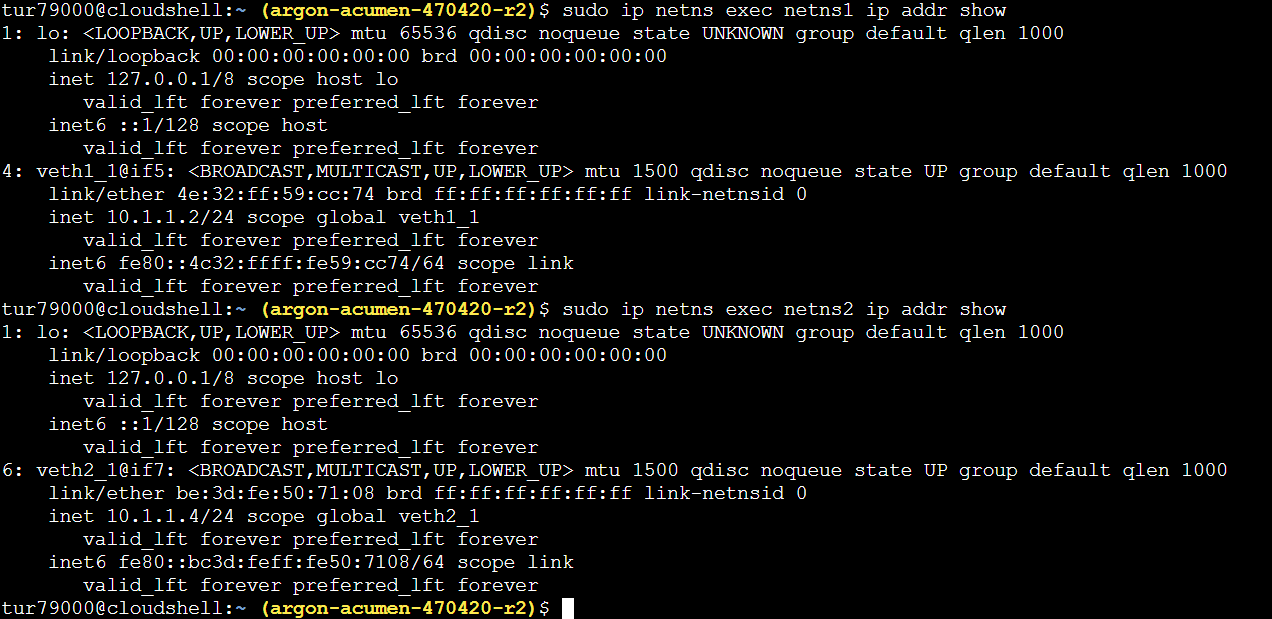 tur79000@cloudshell:~ (argon-acumen-470420-r2)$ sudo ip netns exec netns1 ip addr show
1: lo: <LOOPBACK,UP,LOWER_UP> mtu 65536 qdisc noqueue state UNKNOWN group default qlen 1000
    link/loopback 00:00:00:00:00:00 brd 00:00:00:00:00:00
    inet 127.0.0.1/8 scope host lo
       valid_lft forever preferred_lft forever
    inet6 ::1/128 scope host
       valid_lft forever preferred_lft forever
4: veth1_1@if5: <BROADCAST,MULTICAST,UP,LOWER_UP> mtu 1500 qdisc noqueue state UP group default qlen 1000
    link/ether 4e:32:ff:59:cc:74 brd ff:ff:ff:ff:ff:ff link-netnsid 0
    inet 10.1.1.2/24 scope global veth1_1
       valid_lft forever preferred_lft forever
    inet6 fe80::4c32:ffff:fe59:cc74/64 scope link
       valid_lft forever preferred_lft forever
tur79000@cloudshell:~ (argon-acumen-470420-r2)$ sudo ip netns exec netns2 ip addr show
1: lo: <LOOPBACK,UP,LOWER_UP> mtu 65536 qdisc noqueue state UNKNOWN group default qlen 1000
    link/loopback 00:00:00:00:00:00 brd 00:00:00:00:00:00
    inet 127.0.0.1/8 scope host lo
       valid_lft forever preferred_lft forever
    inet6 ::1/128 scope host
       valid_lft forever preferred_lft forever
6: veth2_1@if7: <BROADCAST,MULTICAST,UP,LOWER_UP> mtu 1500 qdisc noqueue state UP group default qlen 1000
    link/ether be:3d:fe:50:71:08 brd ff:ff:ff:ff:ff:ff link-netnsid 0
    inet 10.1.1.4/24 scope global veth2_1
       valid_lft forever preferred_lft forever
    inet6 fe80::bc3d:feff:fe50:7108/64 scope link
       valid_lft forever preferred_lft forever
tur79000@cloudshell:~ (argon-acumen-470420-r2)$